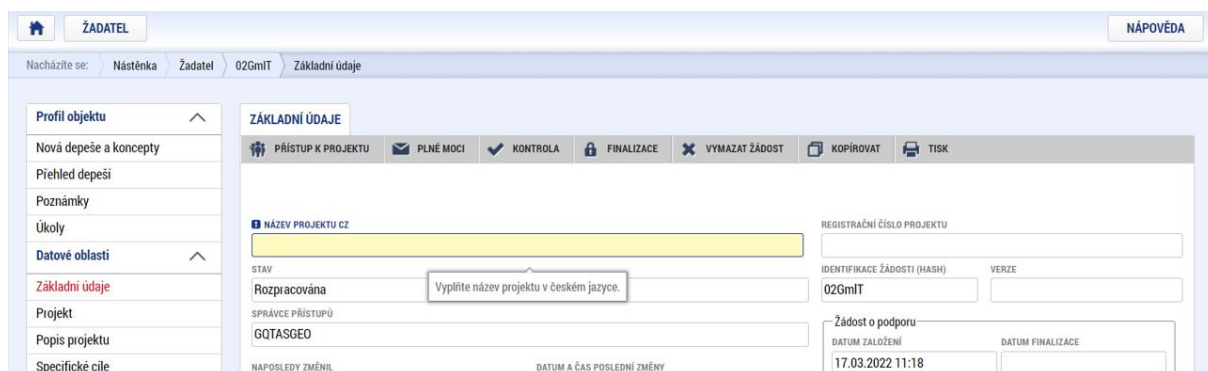 ŽADATEL
NÁPOVĚDA
Nacházíte se: Nástěnka Žadatel 02GmIT Základní údaje
Profil objektu
Nová depeše a koncepty
Přehled depeší
Poznámky
Úkoly
Datové oblasti
Základní údaje
Projekt
Popis projektu
Specifické cíle
ZÁKLADNÍ ÚDAJE
PŘÍSTUP K PROJEKTU PLNÉ MOCI KONTROLA FINALIZACE VYMAZAT ŽÁDOST KOPÍROVAT TISK
NÁZEV PROJEKTU CZ
REGISTRAČNÍ ČÍSLO PROJEKTU
STAV
Rozpracována
Vyplňte název projektu v českém jazyce.
IDENTIFIKACE ŽÁDOSTI (HASH) VERZE
02GmIT
SPRÁVCE PŘÍSTUPŮ
GQTASGEO
Žádost o podporu
DATUM ZALOŽENÍ DATUM FINALIZACE
17.03.2022 11:18
NAPOSLEDY ZMĚNIL DATUM A ČAS POSLEDNÍ ZMĚNY